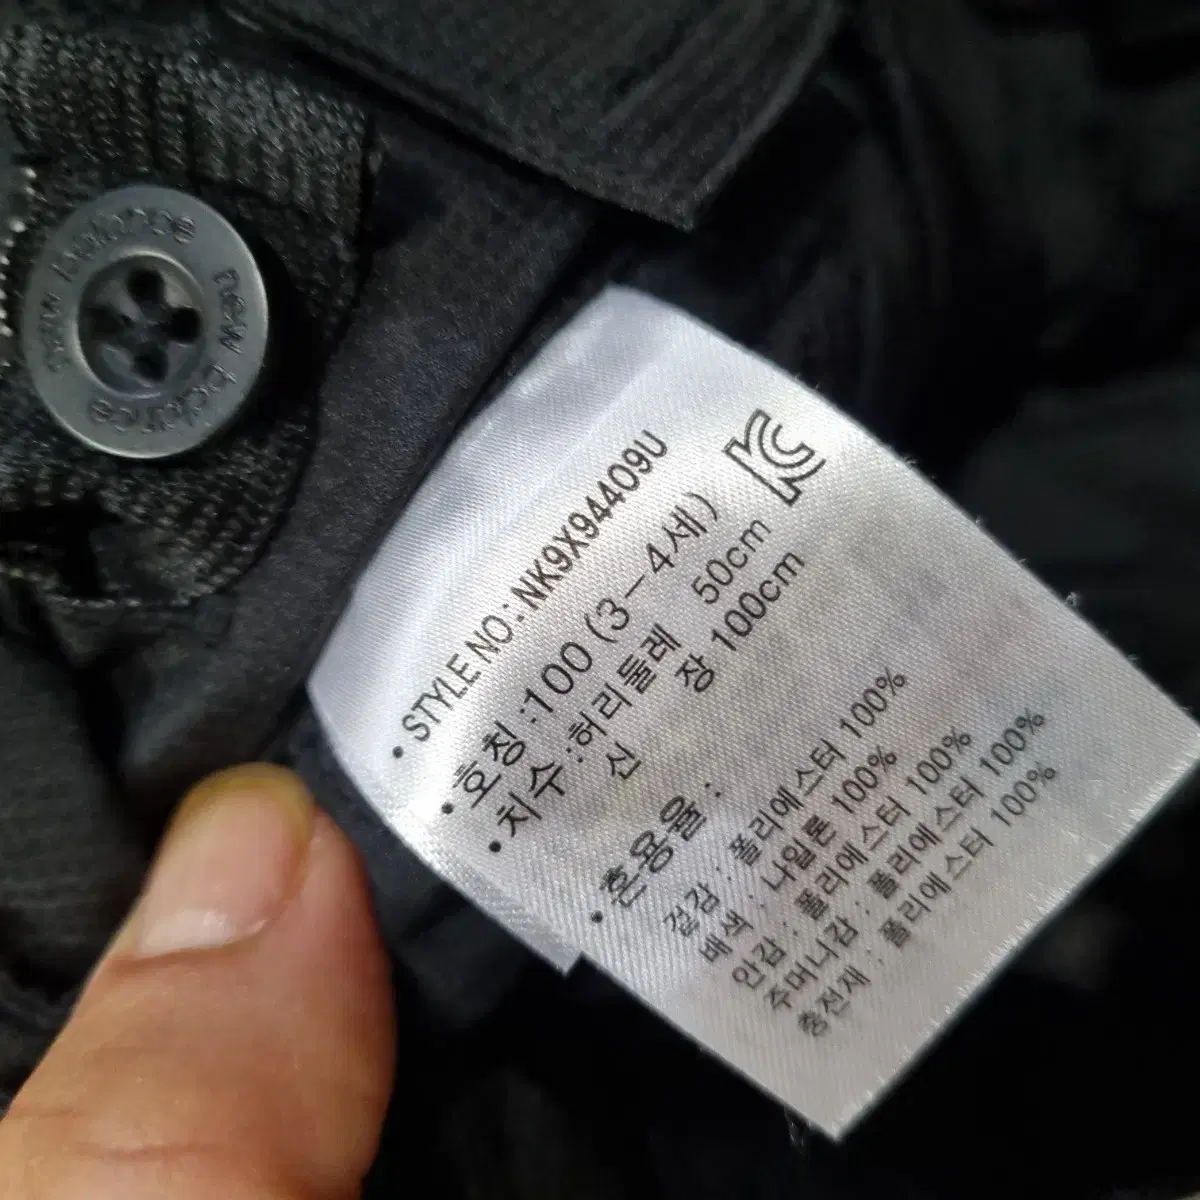 new balance
new balance
• STYLE NO.: NK9X94409U
• 호칭 : 100 (3-4세)
• 치수 : 허리둘레 50cm
신 장 100cm
• 혼용율 :
겉감 : 폴리에스터 100%
배색 : 나일론 100%
안감 : 폴리에스터 100%
주머니감 : 폴리에스터 100%
충전재 : 폴리에스터 100%
KC